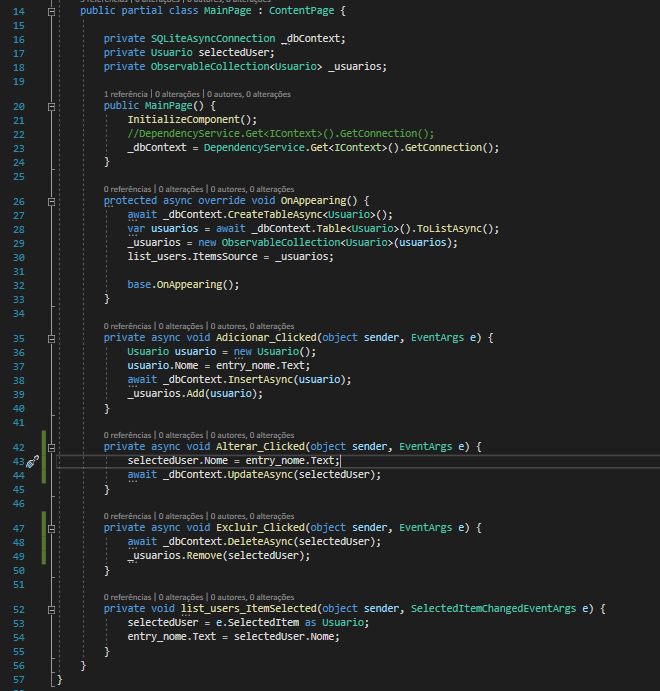 14 public partial class MainPage : ContentPage {
15
16 private SQLiteAsyncConnection _dbContext;
17 private Usuario selectedUser;
18 private ObservableCollection<Usuario> _usuarios;
19
1 referência | 0 alterações | 0 autores, 0 alterações
20 public MainPage() {
21 InitializeComponent();
22 //DependencyService.Get<IContext>().GetConnection();
23 _dbContext = DependencyService.Get<IContext>().GetConnection();
24 }
25
0 referências | 0 alterações | 0 autores, 0 alterações
26 protected async override void OnAppearing() {
27 await _dbContext.CreateTableAsync<Usuario>();
28 var usuarios = await _dbContext.Table<Usuario>().ToListAsync();
29 _usuarios = new ObservableCollection<Usuario>(usuarios);
30 list_users.ItemsSource = _usuarios;
31
32 base.OnAppearing();
33 }
34
0 referências | 0 alterações | 0 autores, 0 alterações
35 private async void Adicionar_Clicked(object sender, EventArgs e) {
36 Usuario usuario = new Usuario();
37 usuario.Nome = entry_nome.Text;
38 await _dbContext.InsertAsync(usuario);
39 _usuarios.Add(usuario);
40 }
41
0 referências | 0 alterações | 0 autores, 0 alterações
42 private async void Alterar_Clicked(object sender, EventArgs e) {
43 selectedUser.Nome = entry_nome.Text;
44 await _dbContext.UpdateAsync(selectedUser);
45 }
46
0 referências | 0 alterações | 0 autores, 0 alterações
47 private async void Excluir_Clicked(object sender, EventArgs e) {
48 await _dbContext.DeleteAsync(selectedUser);
49 _usuarios.Remove(selectedUser);
50 }
51
0 referências | 0 alterações | 0 autores, 0 alterações
52 private void list_users_ItemSelected(object sender, SelectedItemChangedEventArgs e) {
53 selectedUser = e.SelectedItem as Usuario;
54 entry_nome.Text = selectedUser.Nome;
55 }
56 }
57 }